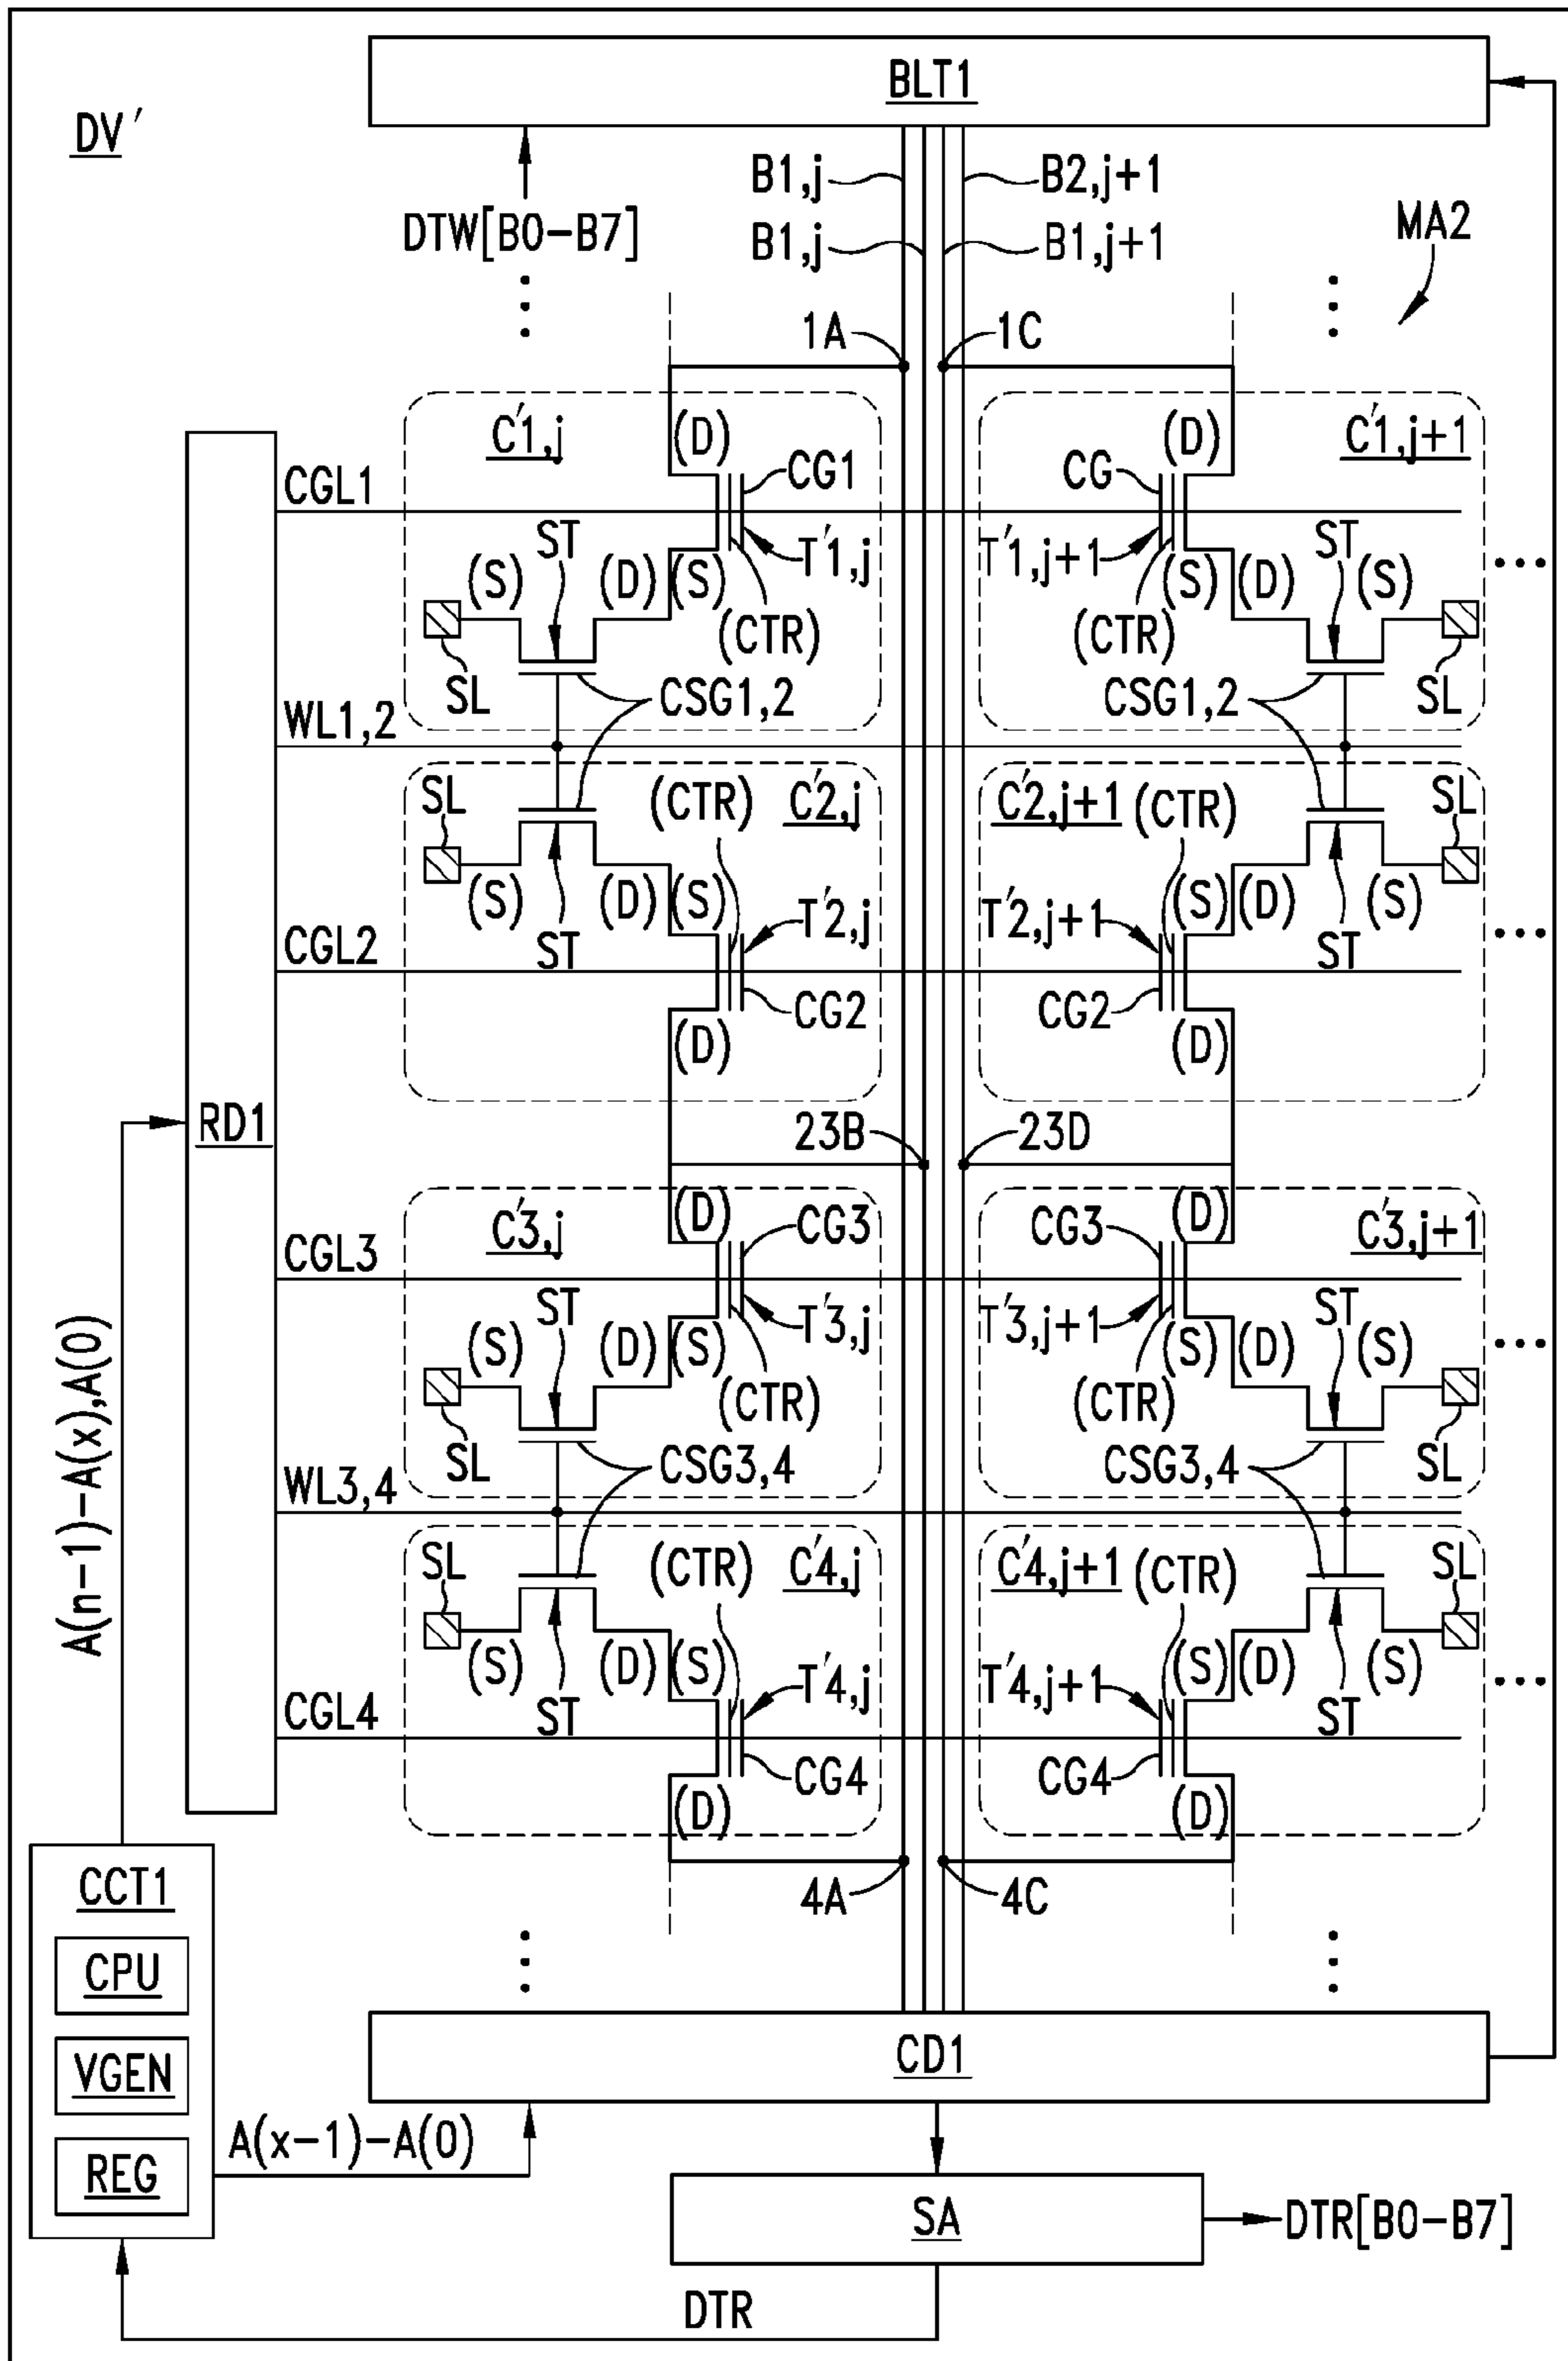 BLT1
DV'
B1,j
B2,j+1
DTW[B0-B7]
B1,j
B1,j+1
MA2
1A
1C
C'1,j
(D)
(D)
C'1,j+1
CGL1
CG1
CG
ST
T'1,j
T'1,j+1
ST
(S)
(D)
(S)
(S)
(D)
(S)
(CTR)
(CTR)
SL
CSG1,2
CSG1,2
SL
WL1,2
SL
(CTR)
C'2,j
C'2,j+1
(CTR)
SL
(S)
(D)
(S)
T'2,j
T'2,j+1
(S)
(D)
(S)
CGL2
ST
ST
CG2
CG2
(D)
(D)
RD1
23B
23D
C'3,j
(D)
CG3
CG3
(D)
C'3,j+1
CGL3
ST
T'3,j
T'3,j+1
ST
(S)
(D)
(S)
(S)
(D)
(S)
(CTR)
(CTR)
SL
CSG3,4
CSG3,4
SL
WL3,4
A(n-1)-A(x),A(0)
SL
(CTR)
C'4,j
C'4,j+1
(CTR)
SL
(S)
(D)
(S)
T'4,j
T'4,j+1
(S)
(D)
(S)
CGL4
ST
ST
CG4
CG4
(D)
(D)
4A
4C
CCT1
CPU
VGEN
REG
CD1
A(x-1)-A(0)
SA
DTR[B0-B7]
DTR